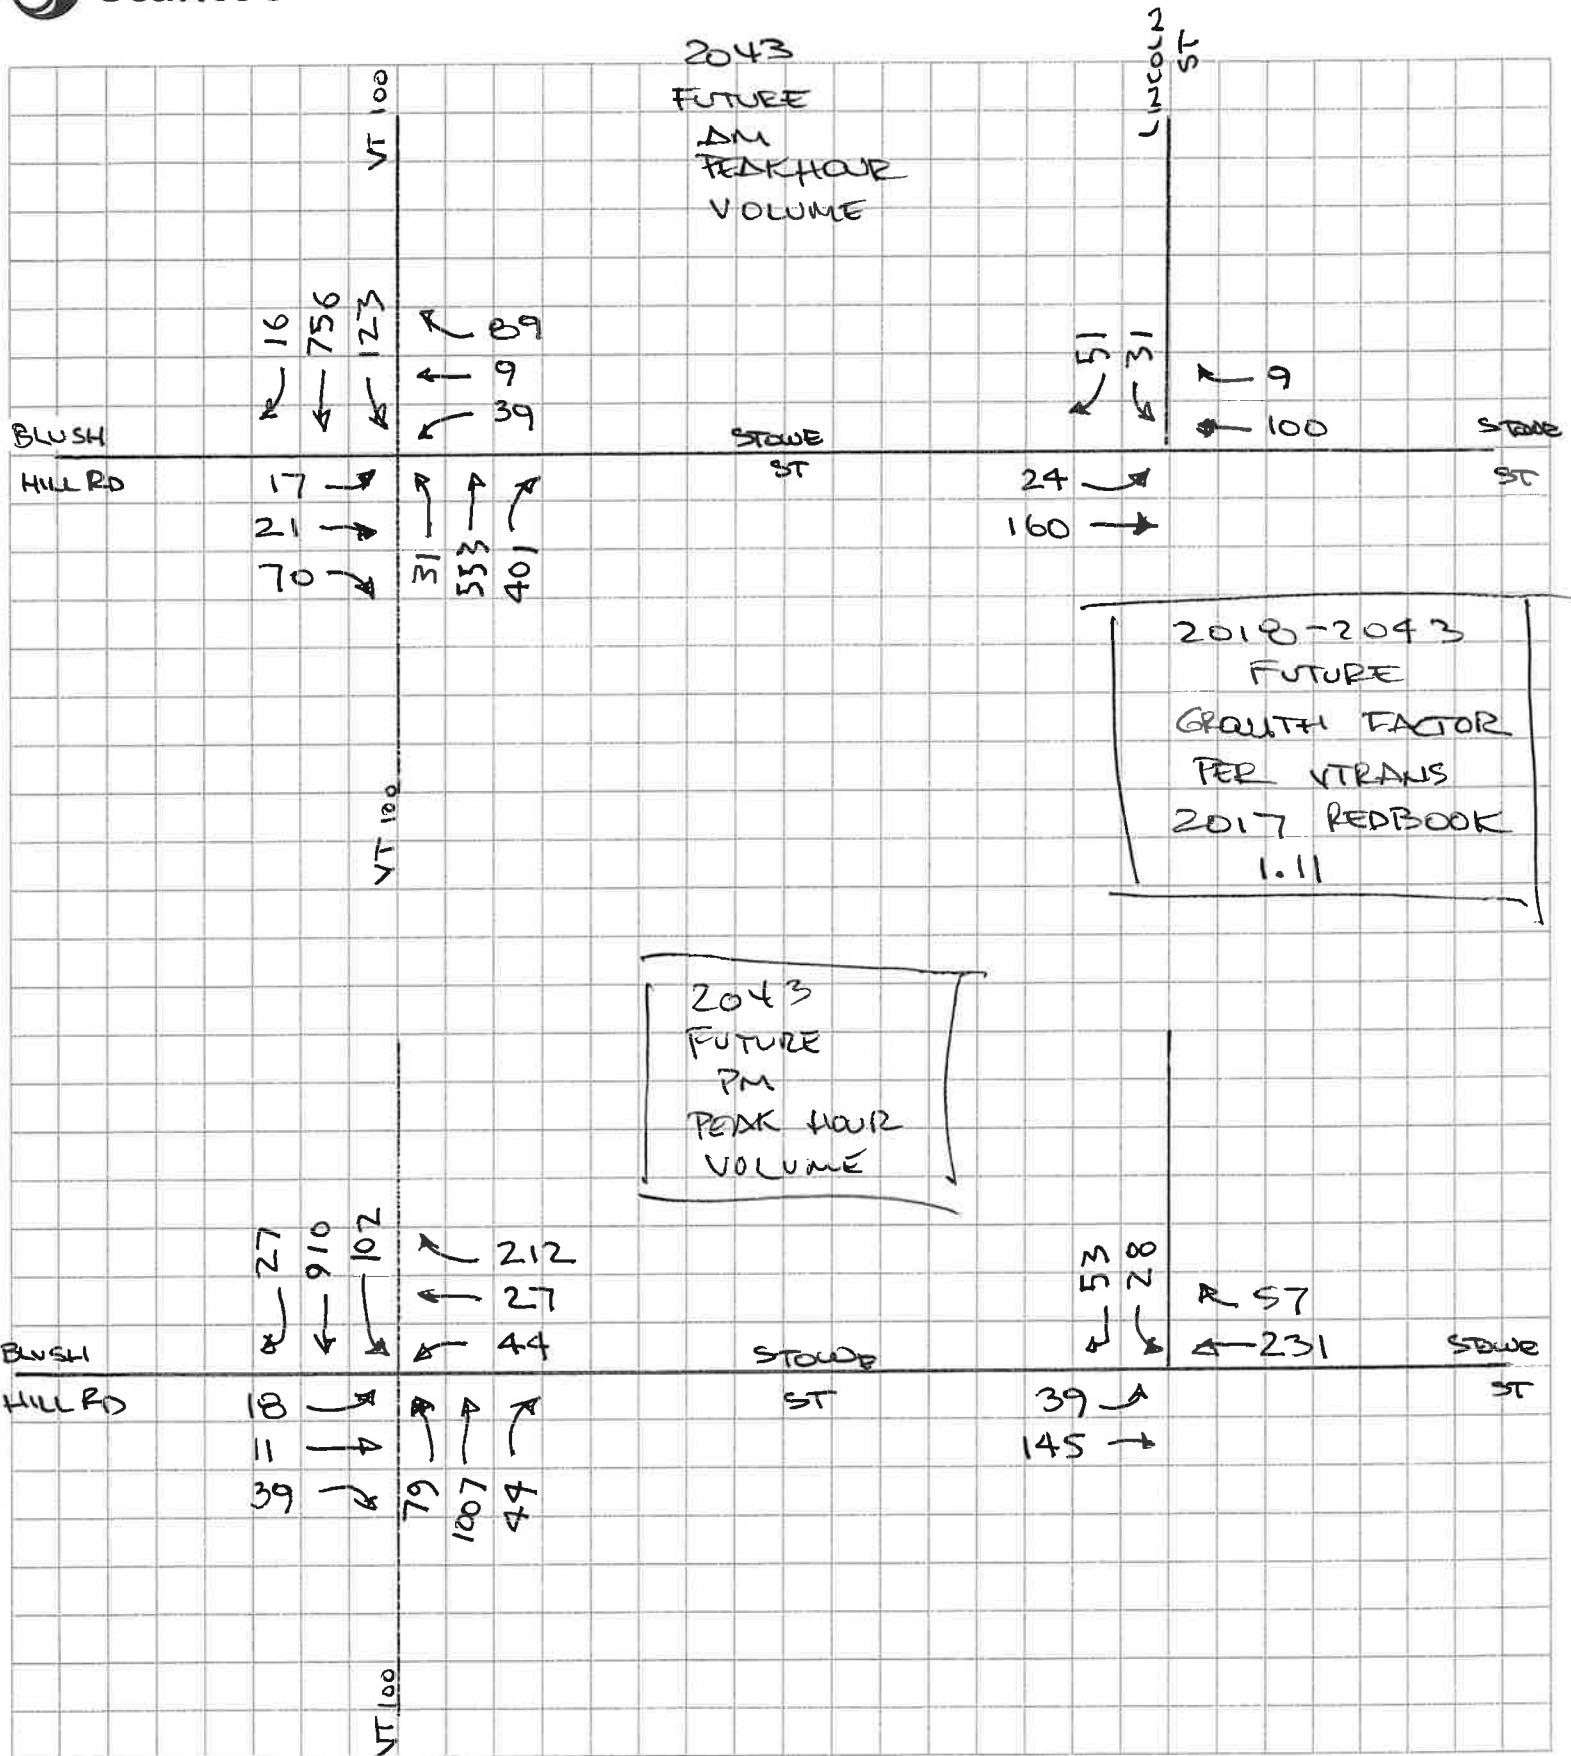 2043
FUTURE
AM
PEAK HOUR
VOLUME
VT 100
LINCOLN
ST
16
756
123
89
9
39
51
31
9
100
BLUSH
HILL RD
STOWE
ST
STOWE
ST
17
21
70
31
553
401
24
160
2018-2043
FUTURE
GROWTH FACTOR
PER VTRANS
2017 REDBOOK
1.11
VT 100
2043
FUTURE
PM
PEAK HOUR
VOLUME
27
910
102
212
27
44
53
28
57
231
BLUSH
HILL RD
STOWE
ST
STOWE
ST
18
11
39
79
1007
44
39
145
VT 100